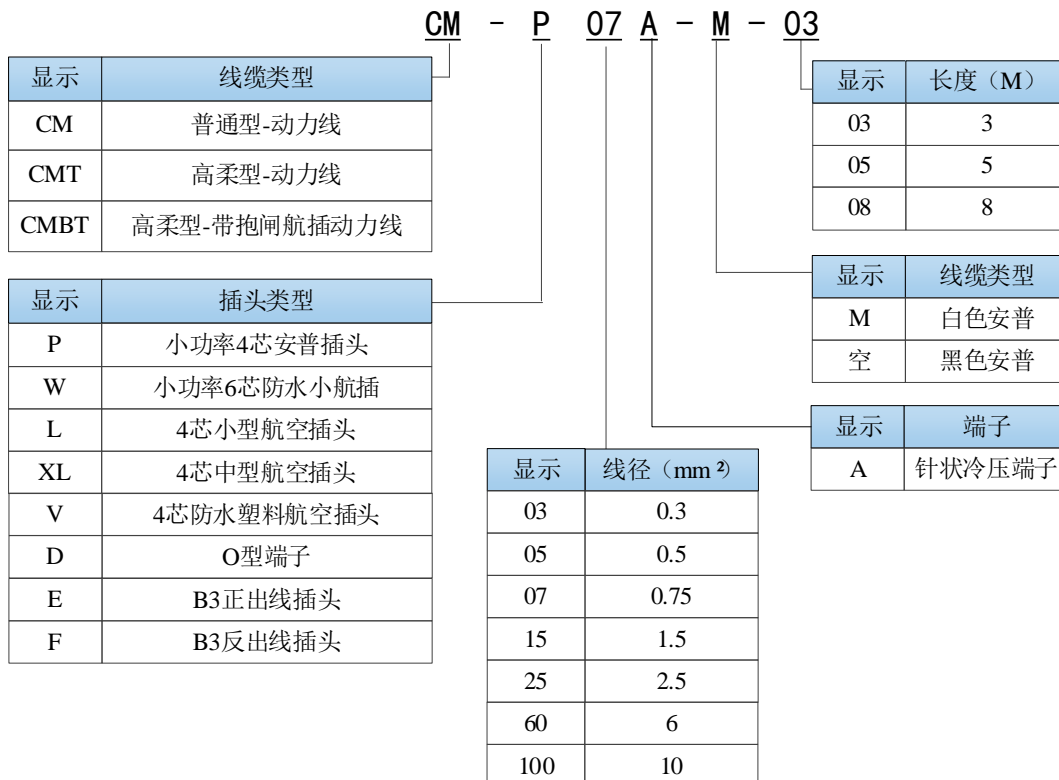 CM - P 07 A - M - 03
显示 线缆类型
CM 普通型-动力线
CMT 高柔型-动力线
CMBT 高柔型-带抱闸航插动力线
显示 插头类型
P 小功率4芯安普插头
W 小功率6芯防水小航插
L 4芯小型航空插头
XL 4芯中型航空插头
V 4芯防水塑料航空插头
D O型端子
E B3正出线插头
F B3反出线插头
显示 线径（mm²）
03 0.3
05 0.5
07 0.75
15 1.5
25 2.5
60 6
100 10
显示 长度（M）
03 3
05 5
08 8
显示 线缆类型
M 白色安普
空 黑色安普
显示 端子
A 针状冷压端子